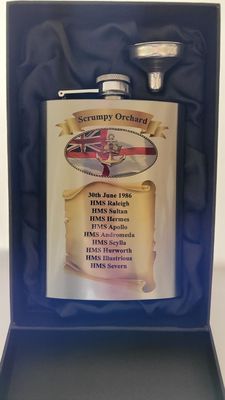 Scrumpy Orchard
30th June 1986
HMS Raleigh
HMS Sultan
HMS Hermes
HMS Apollo
HMS Andromeda
HMS Scylla
HMS Hurworth
HMS Illustrious
HMS Severn